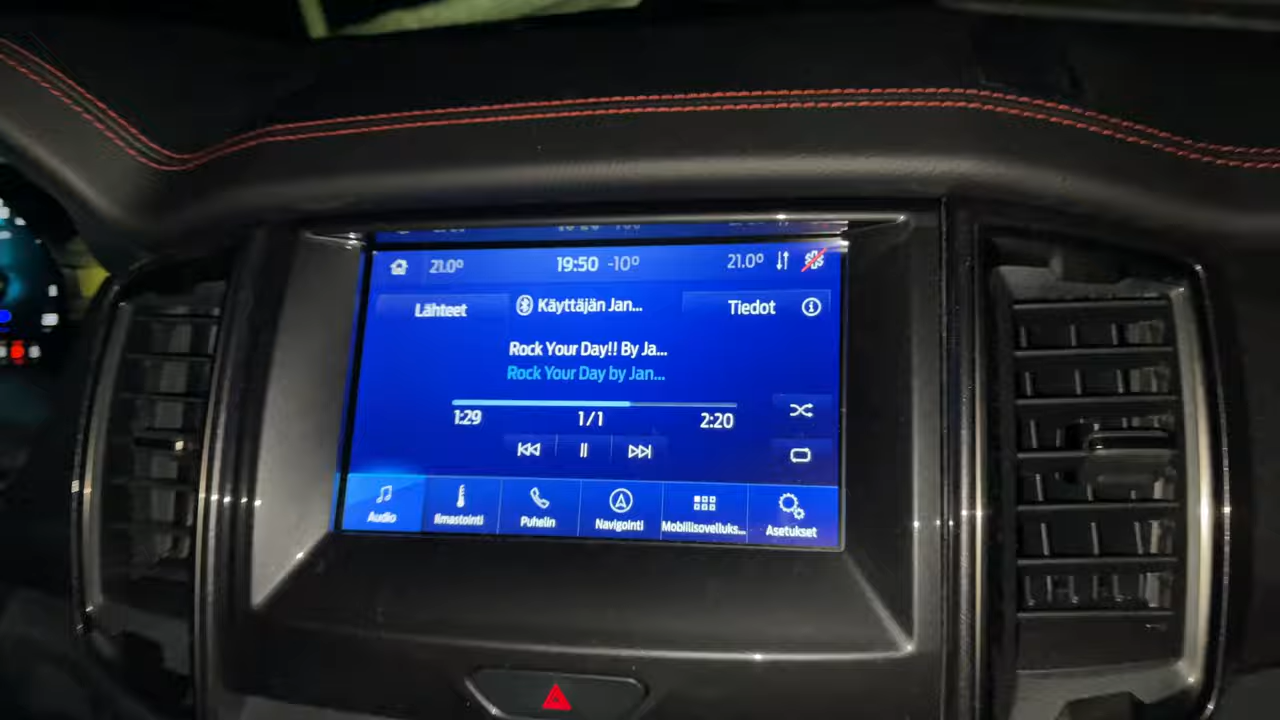 21.0° 19:50 -10° 21.0°
Lähteet Käyttäjän Jan... Tiedot
Rock Your Day!! By Ja...
Rock Your Day by Jan...
1:29 1/1 2:20
Audio Ilmastointi Puhelin Navigointi Mobiilisovelluks... Asetukset